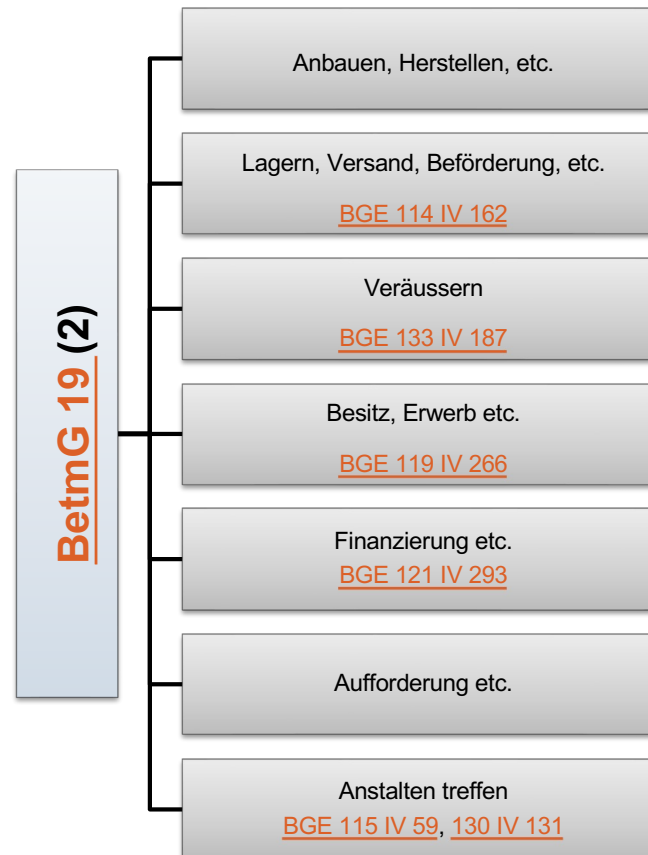 BetmG 19 (2)
Anbauen, Herstellen, etc.
Lagern, Versand, Beförderung, etc.
BGE 114 IV 162
Veräussern
BGE 133 IV 187
Besitz, Erwerb etc.
BGE 119 IV 266
Finanzierung etc.
BGE 121 IV 293
Aufforderung etc.
Anstalten treffen
BGE 115 IV 59, 130 IV 131